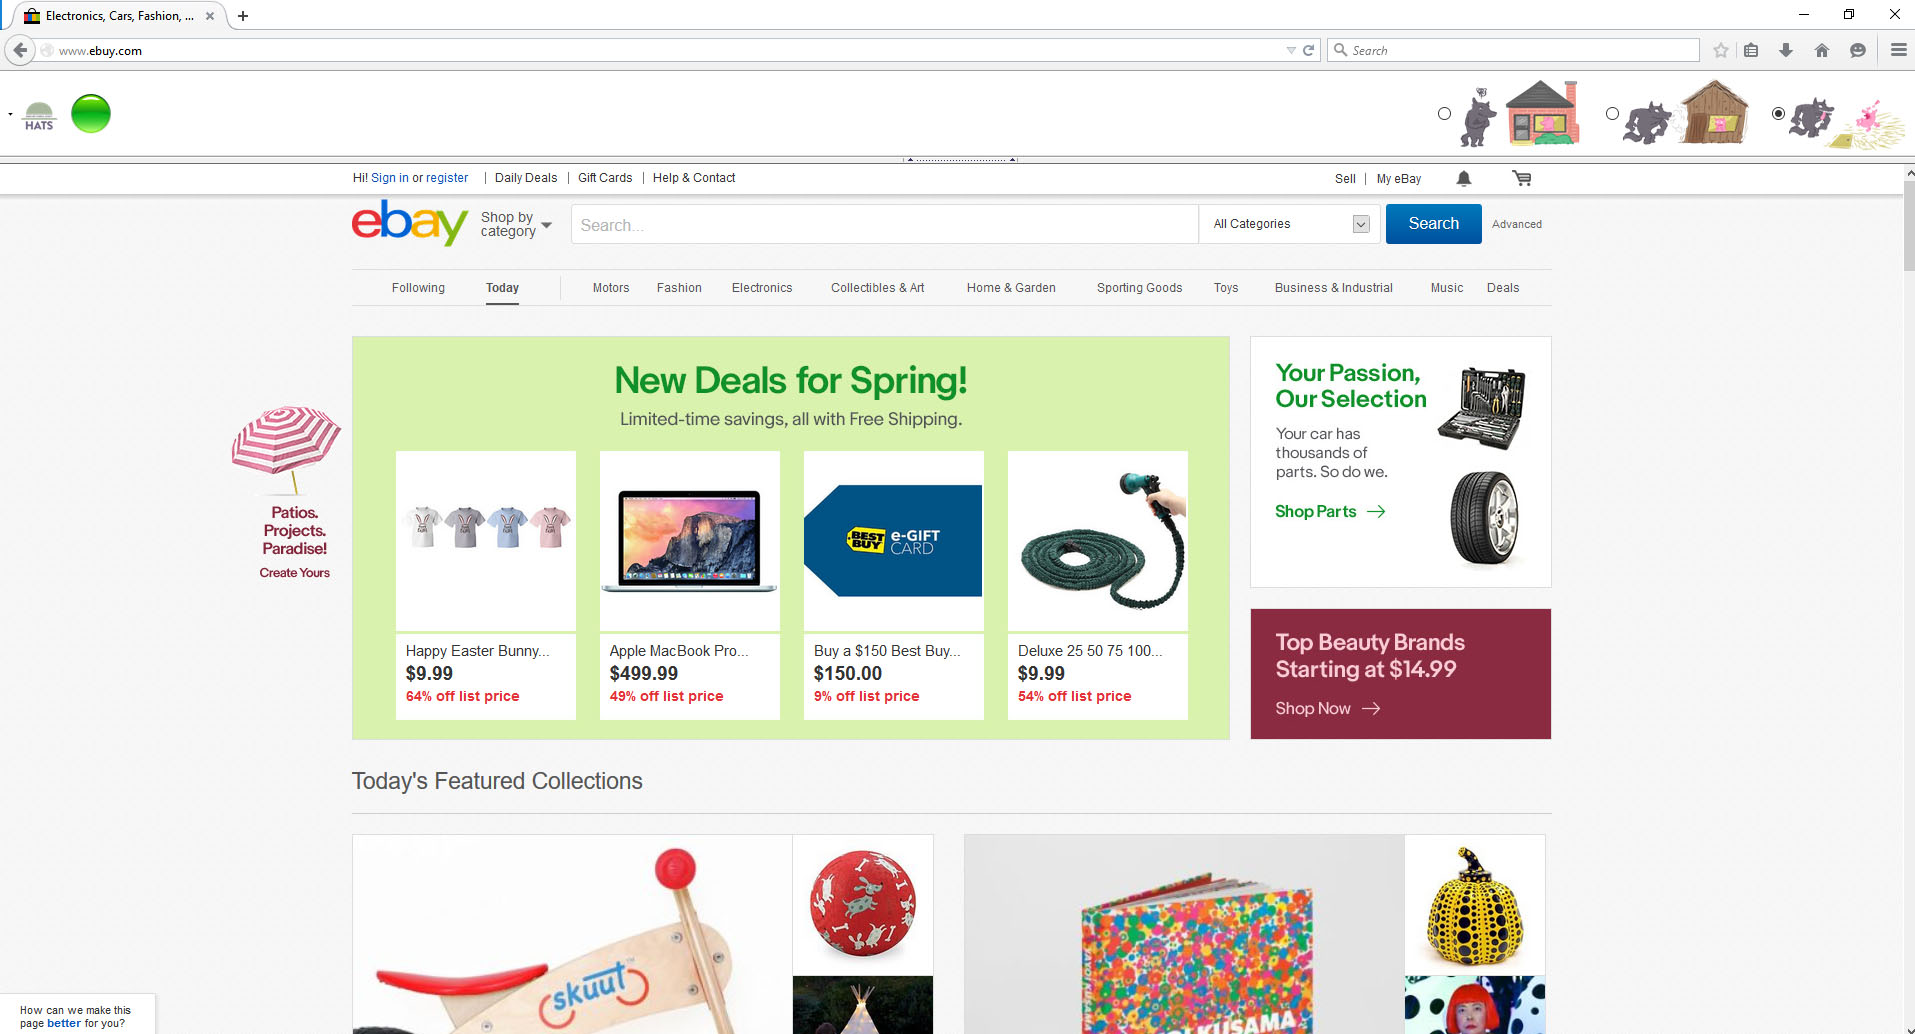 Electronics, Cars, Fashion, ...
www.ebuy.com
Search
HATS
Hi! Sign in or register | Daily Deals | Gift Cards | Help & Contact
Sell | My eBay
ebay
Shop by
category
Search...
All Categories
Search
Advanced
Following
Today
Motors
Fashion
Electronics
Collectibles & Art
Home & Garden
Sporting Goods
Toys
Business & Industrial
Music
Deals
Patios.
Projects.
Paradise!
Create Yours
New Deals for Spring!
Limited-time savings, all with Free Shipping.
BEST BUY
e-GIFT
CARD
Happy Easter Bunny...
$9.99
64% off list price
Apple MacBook Pro...
$499.99
49% off list price
Buy a $150 Best Buy...
$150.00
9% off list price
Deluxe 25 50 75 100...
$9.99
54% off list price
Your Passion,
Our Selection
Your car has
thousands of
parts. So do we.
Shop Parts
Top Beauty Brands
Starting at $14.99
Shop Now
Today's Featured Collections
skuut™
KUSAMA
How can we make this
page better for you?